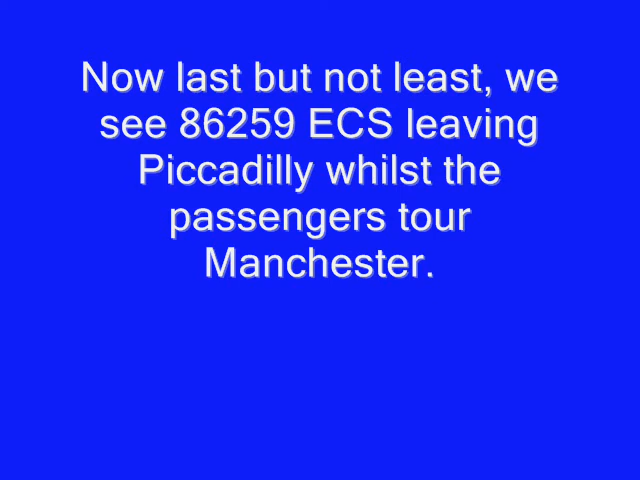 Now last but not least, we
see 86259 ECS leaving
Piccadilly whilst the
passengers tour
Manchester.